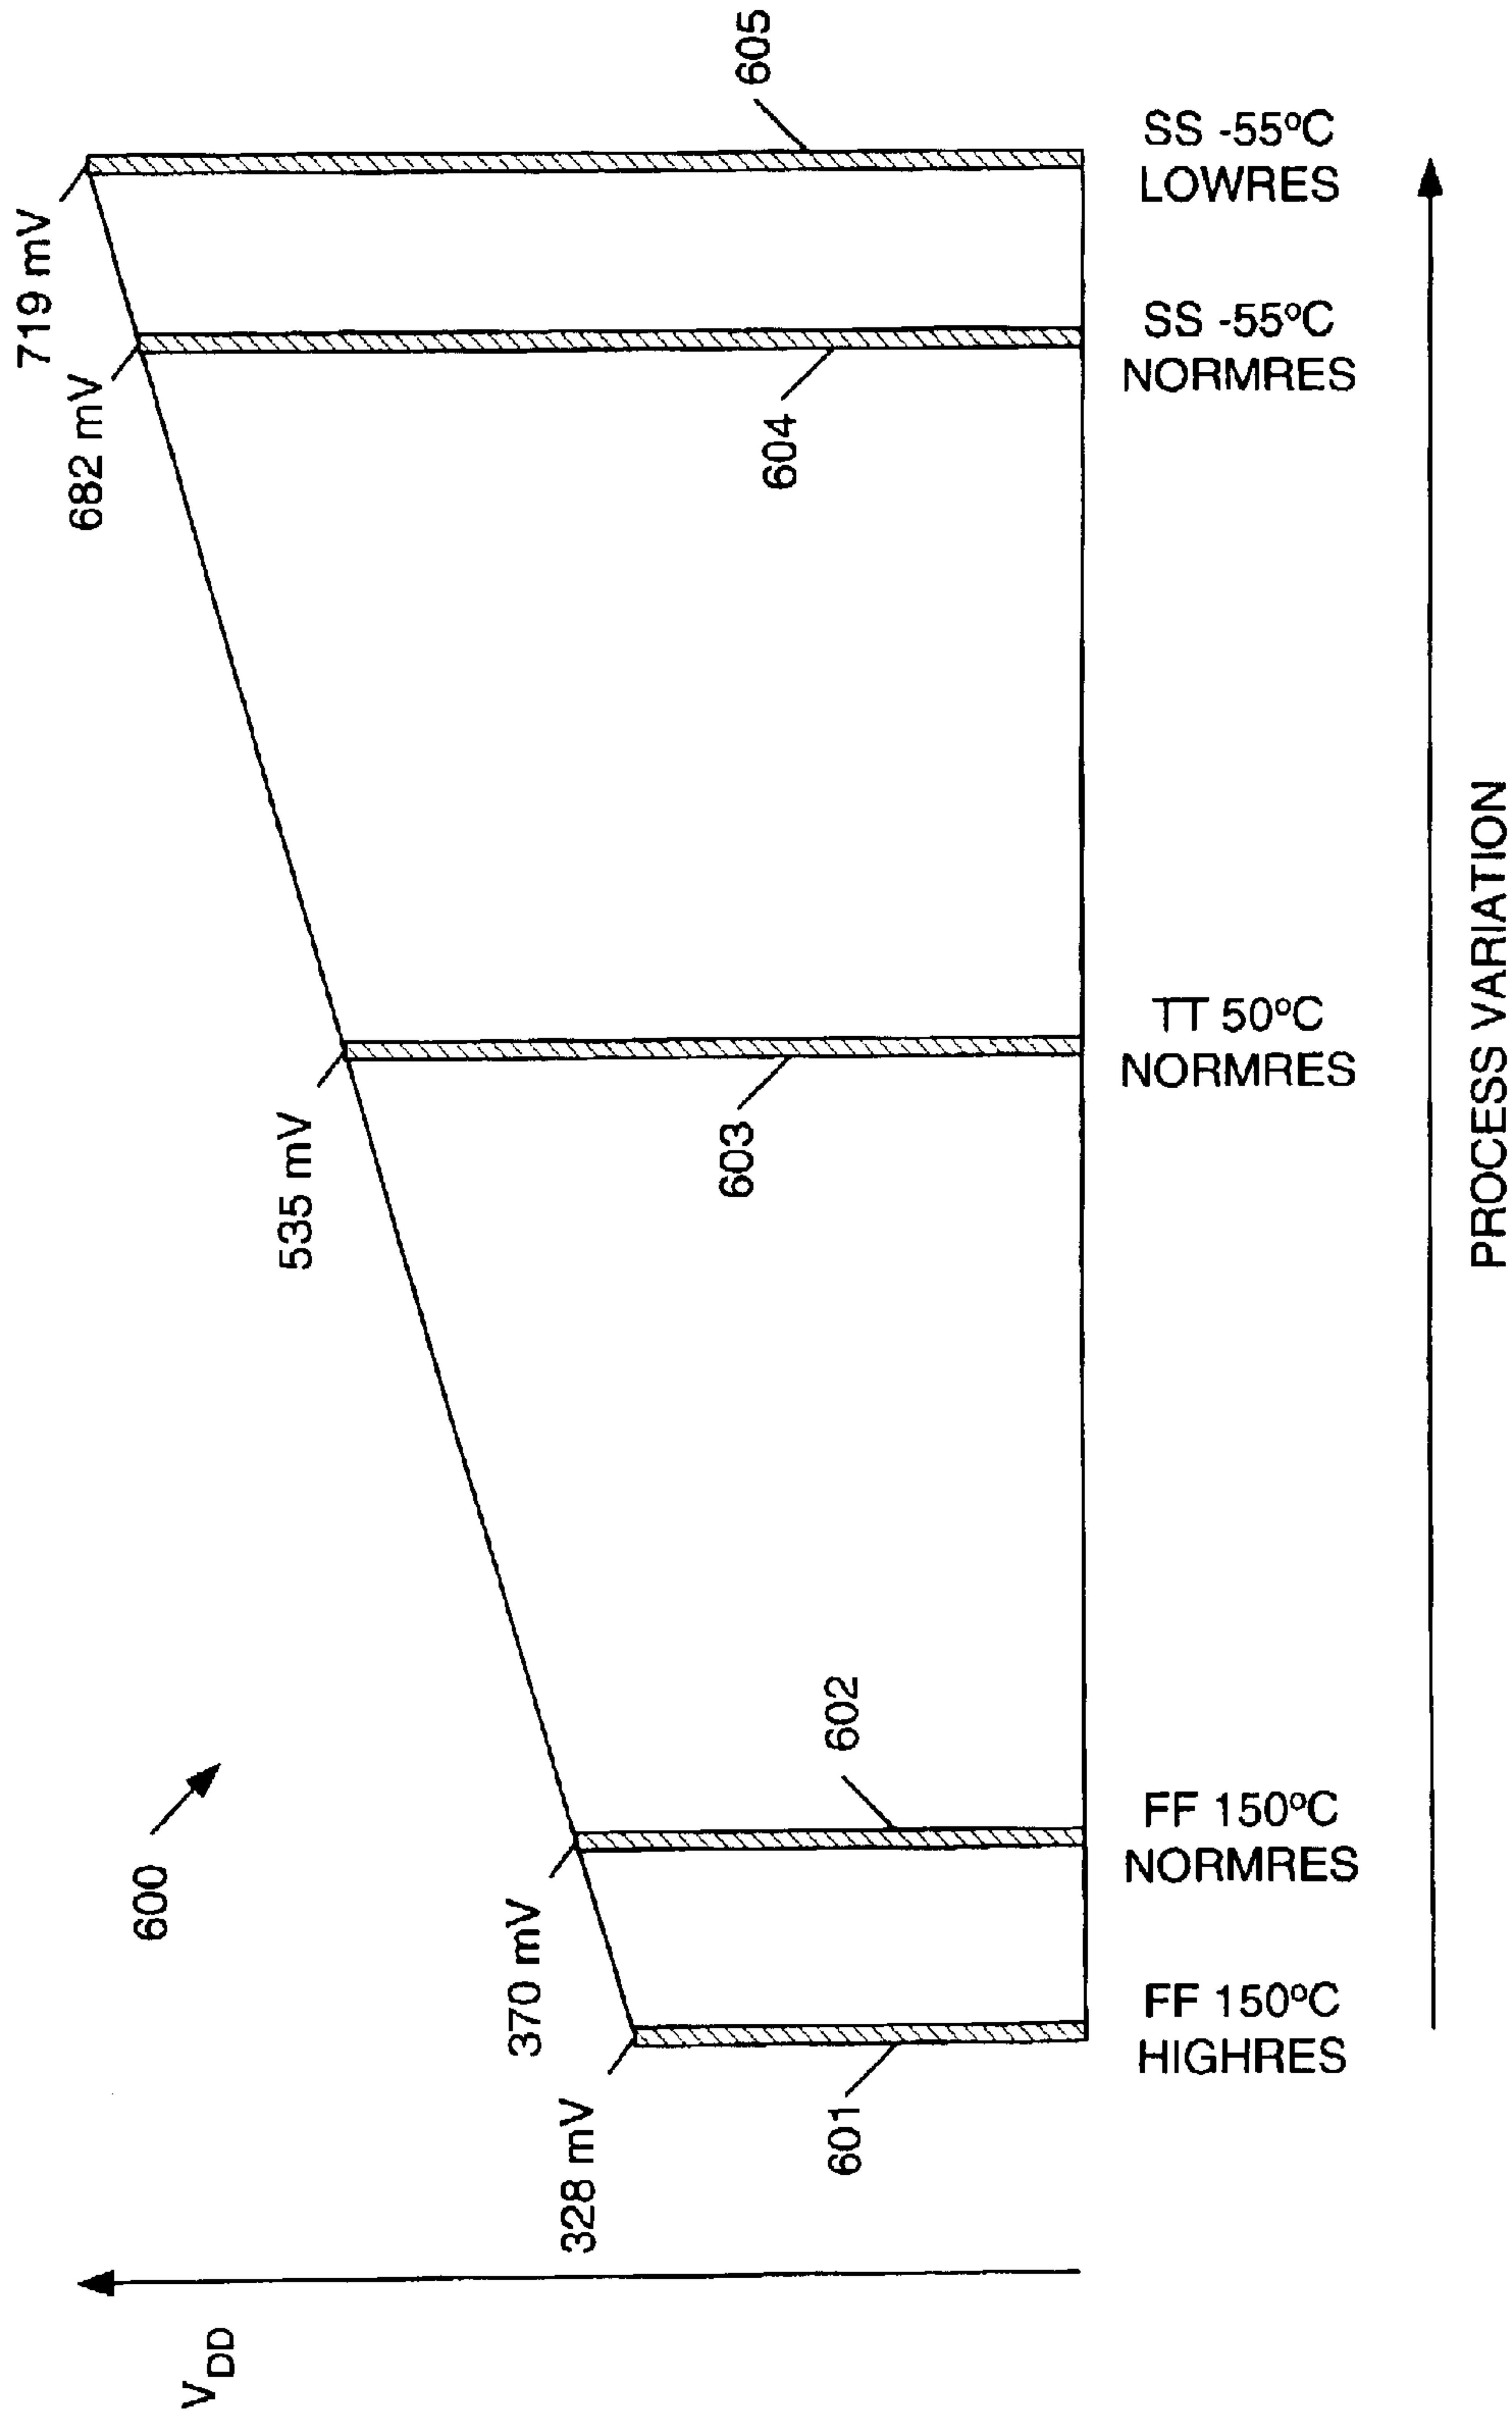 V_DD
600
719 mV
682 mV
535 mV
370 mV
328 mV
601
602
603
604
605
FF 150ºC
HIGHRES
FF 150ºC
NORMRES
TT 50ºC
NORMRES
SS -55ºC
NORMRES
SS -55ºC
LOWRES
PROCESS VARIATION